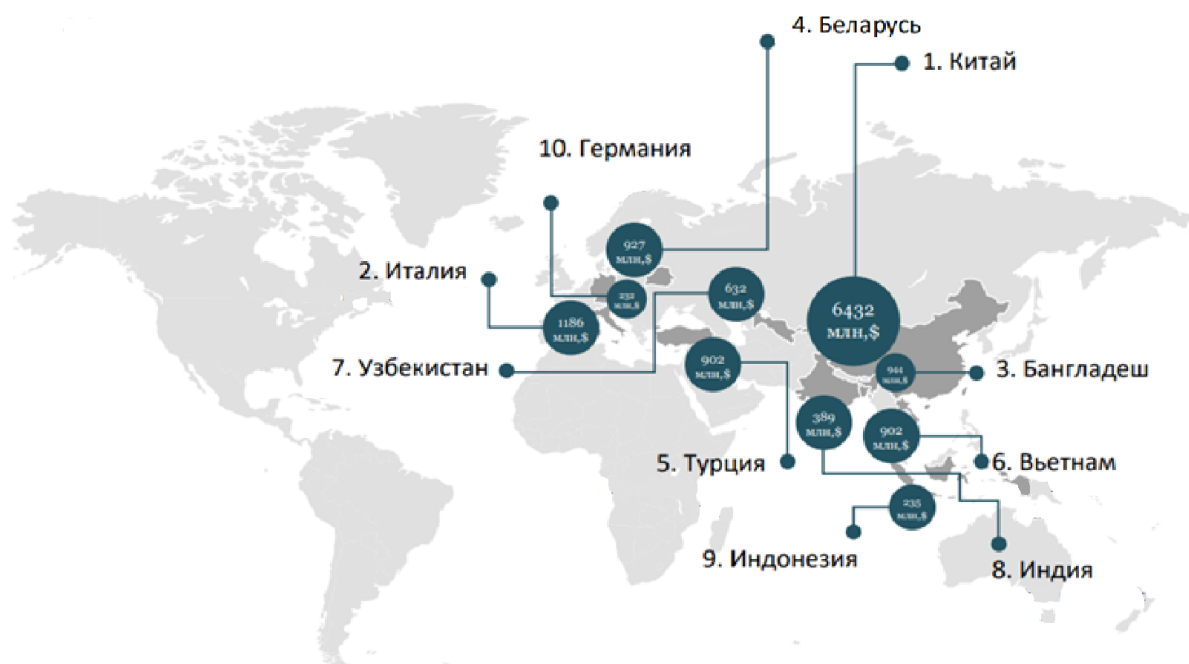 4. Беларусь
1. Китай
10. Германия
927
млн,$
2. Италия
232
млн,$
632
млн,$
1186
млн,$
6432
млн,$
7. Узбекистан
902
млн,$
944
млн,$
3. Бангладеш
389
млн,$
902
млн,$
5. Турция
6. Вьетнам
235
млн,$
9. Индонезия
8. Индия